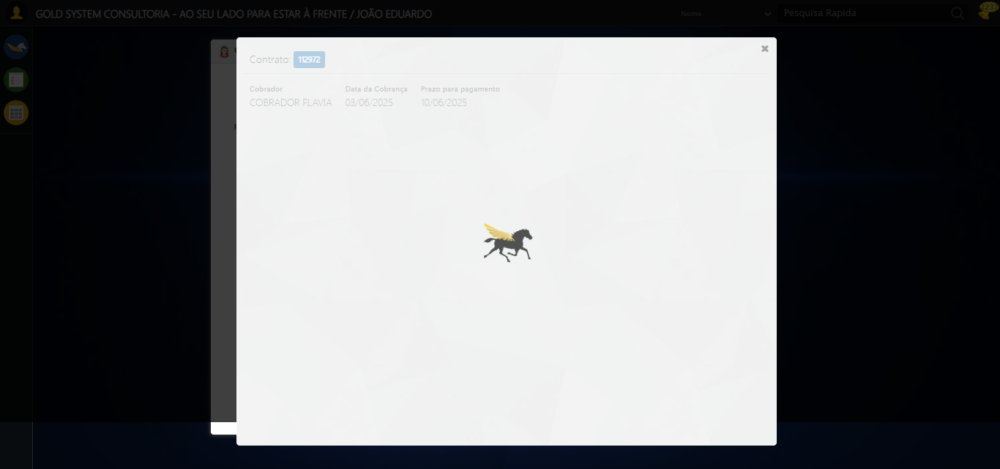 GOLD SYSTEM CONSULTORIA - AO SEU LADO PARA ESTAR À FRENTE / JOÃO EDUARDO
Nome
Pesquisa Rapida
Contrato: 112972
Cobrador
Data da Cobrança
Prazo para pagamento
COBRADOR FLAVIA
03/06/2025
10/06/2025